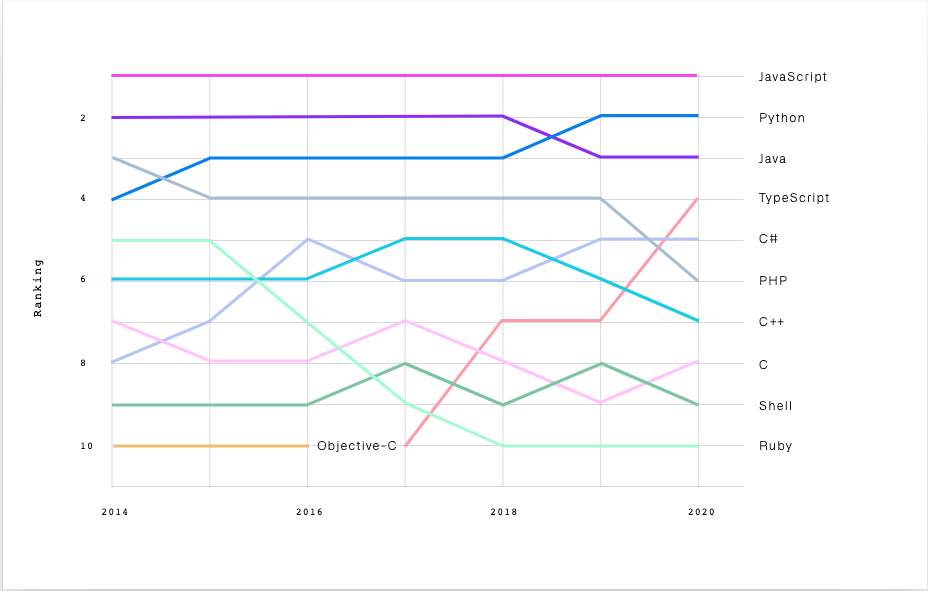 JavaScript
2
Python
Java
4
TypeScript
C#
6
PHP
Ranking
C++
8
C
Shell
10
Objective-C
Ruby
2014
2016
2018
2020